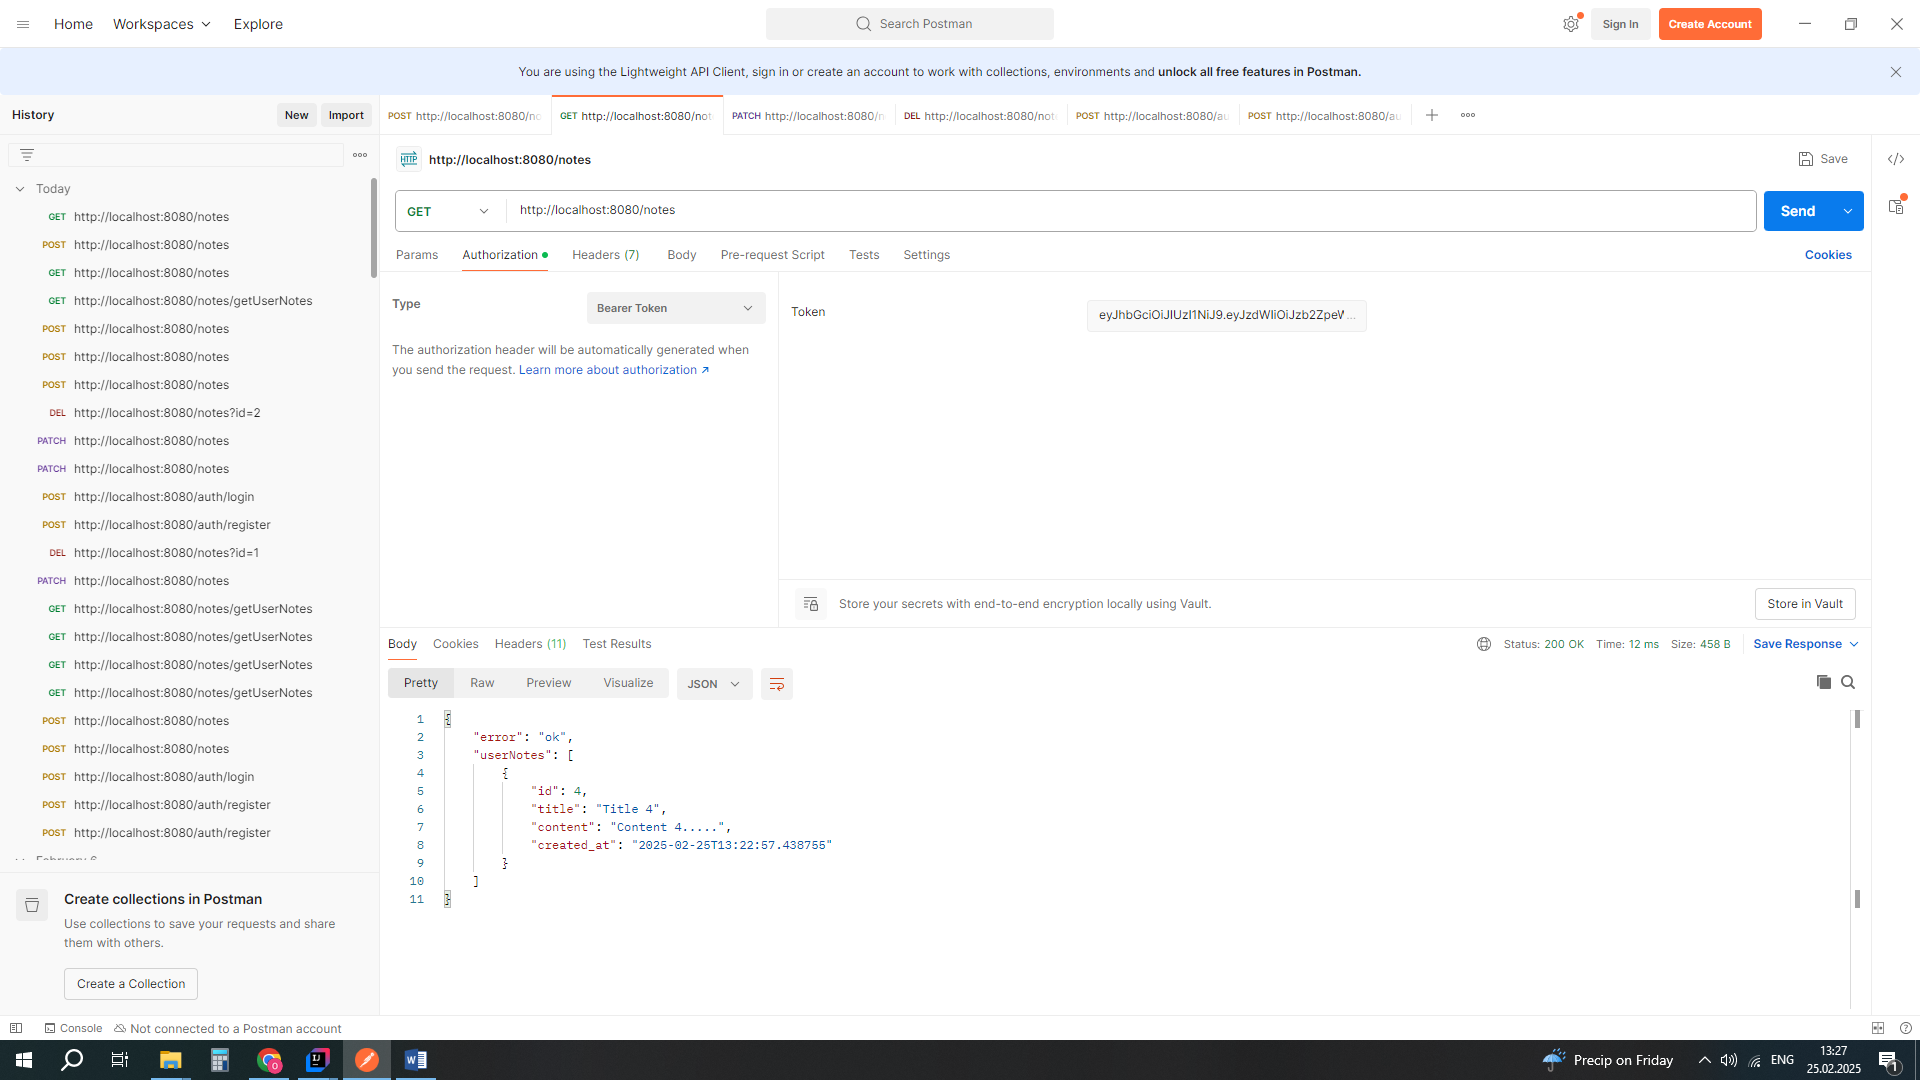 Home
Workspaces
Explore
Search Postman
Sign In
Create Account
You are using the Lightweight API Client, sign in or create an account to work with collections, environments and unlock all free features in Postman.
History
New
Import
POST http://localhost:8080/no
GET http://localhost:8080/not
PATCH http://localhost:8080/n
DEL http://localhost:8080/not
POST http://localhost:8080/au
POST http://localhost:8080/au
Today
GET http://localhost:8080/notes
POST http://localhost:8080/notes
GET http://localhost:8080/notes
GET http://localhost:8080/notes/getUserNotes
POST http://localhost:8080/notes
POST http://localhost:8080/notes
POST http://localhost:8080/notes
DEL http://localhost:8080/notes?id=2
PATCH http://localhost:8080/notes
PATCH http://localhost:8080/notes
POST http://localhost:8080/auth/login
POST http://localhost:8080/auth/register
DEL http://localhost:8080/notes?id=1
PATCH http://localhost:8080/notes
GET http://localhost:8080/notes/getUserNotes
GET http://localhost:8080/notes/getUserNotes
GET http://localhost:8080/notes/getUserNotes
GET http://localhost:8080/notes/getUserNotes
POST http://localhost:8080/notes
POST http://localhost:8080/notes
POST http://localhost:8080/auth/login
POST http://localhost:8080/auth/register
POST http://localhost:8080/auth/register
February 6
Create collections in Postman
Use collections to save your requests and share
them with others.
Create a Collection
HTTP http://localhost:8080/notes
Save
GET
http://localhost:8080/notes
Send
Params
Authorization
Headers (7)
Body
Pre-request Script
Tests
Settings
Cookies
Type
Bearer Token
The authorization header will be automatically generated when
you send the request. Learn more about authorization ↗
Token
eyJhbGciOiJIUzI1NiJ9.eyJzdWIiOiJzb2ZpeV...
Store your secrets with end-to-end encryption locally using Vault.
Store in Vault
Body
Cookies
Headers (11)
Test Results
Status: 200 OK
Time: 12 ms
Size: 458 B
Save Response
Pretty
Raw
Preview
Visualize
JSON
1 {
2 "error": "ok",
3 "userNotes": [
4 {
5 "id": 4,
6 "title": "Title 4",
7 "content": "Content 4.....",
8 "created_at": "2025-02-25T13:22:57.438755"
9 }
10 ]
11 }
Console
Not connected to a Postman account
Precip on Friday
ENG
13:27
25.02.2025
1